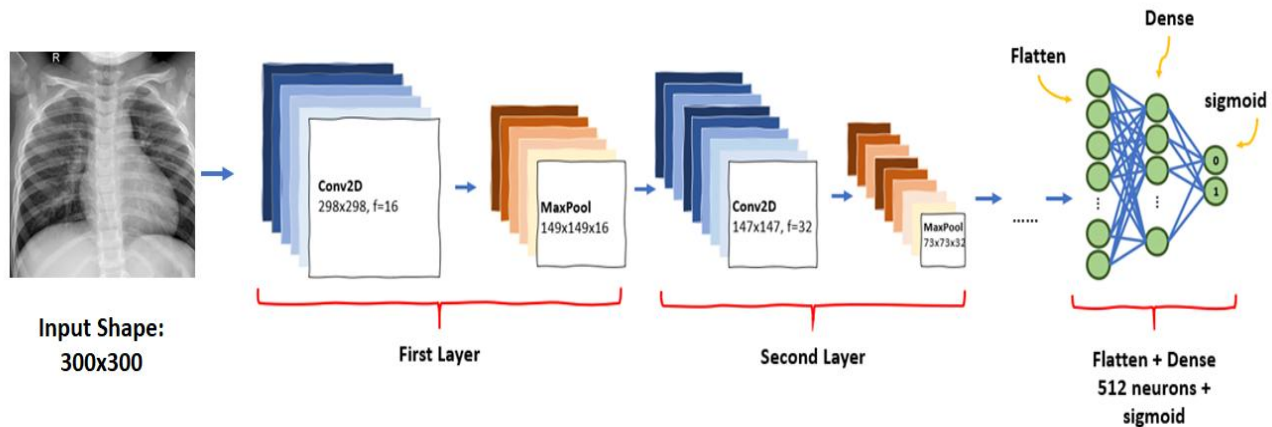 R
Input Shape:
300x300
Conv2D
298x298, f=16
MaxPool
149x149x16
First Layer
Conv2D
147x147, f=32
MaxPool
73x73x32
Second Layer
......
Flatten
Dense
sigmoid
0
1
Flatten + Dense
512 neurons +
sigmoid